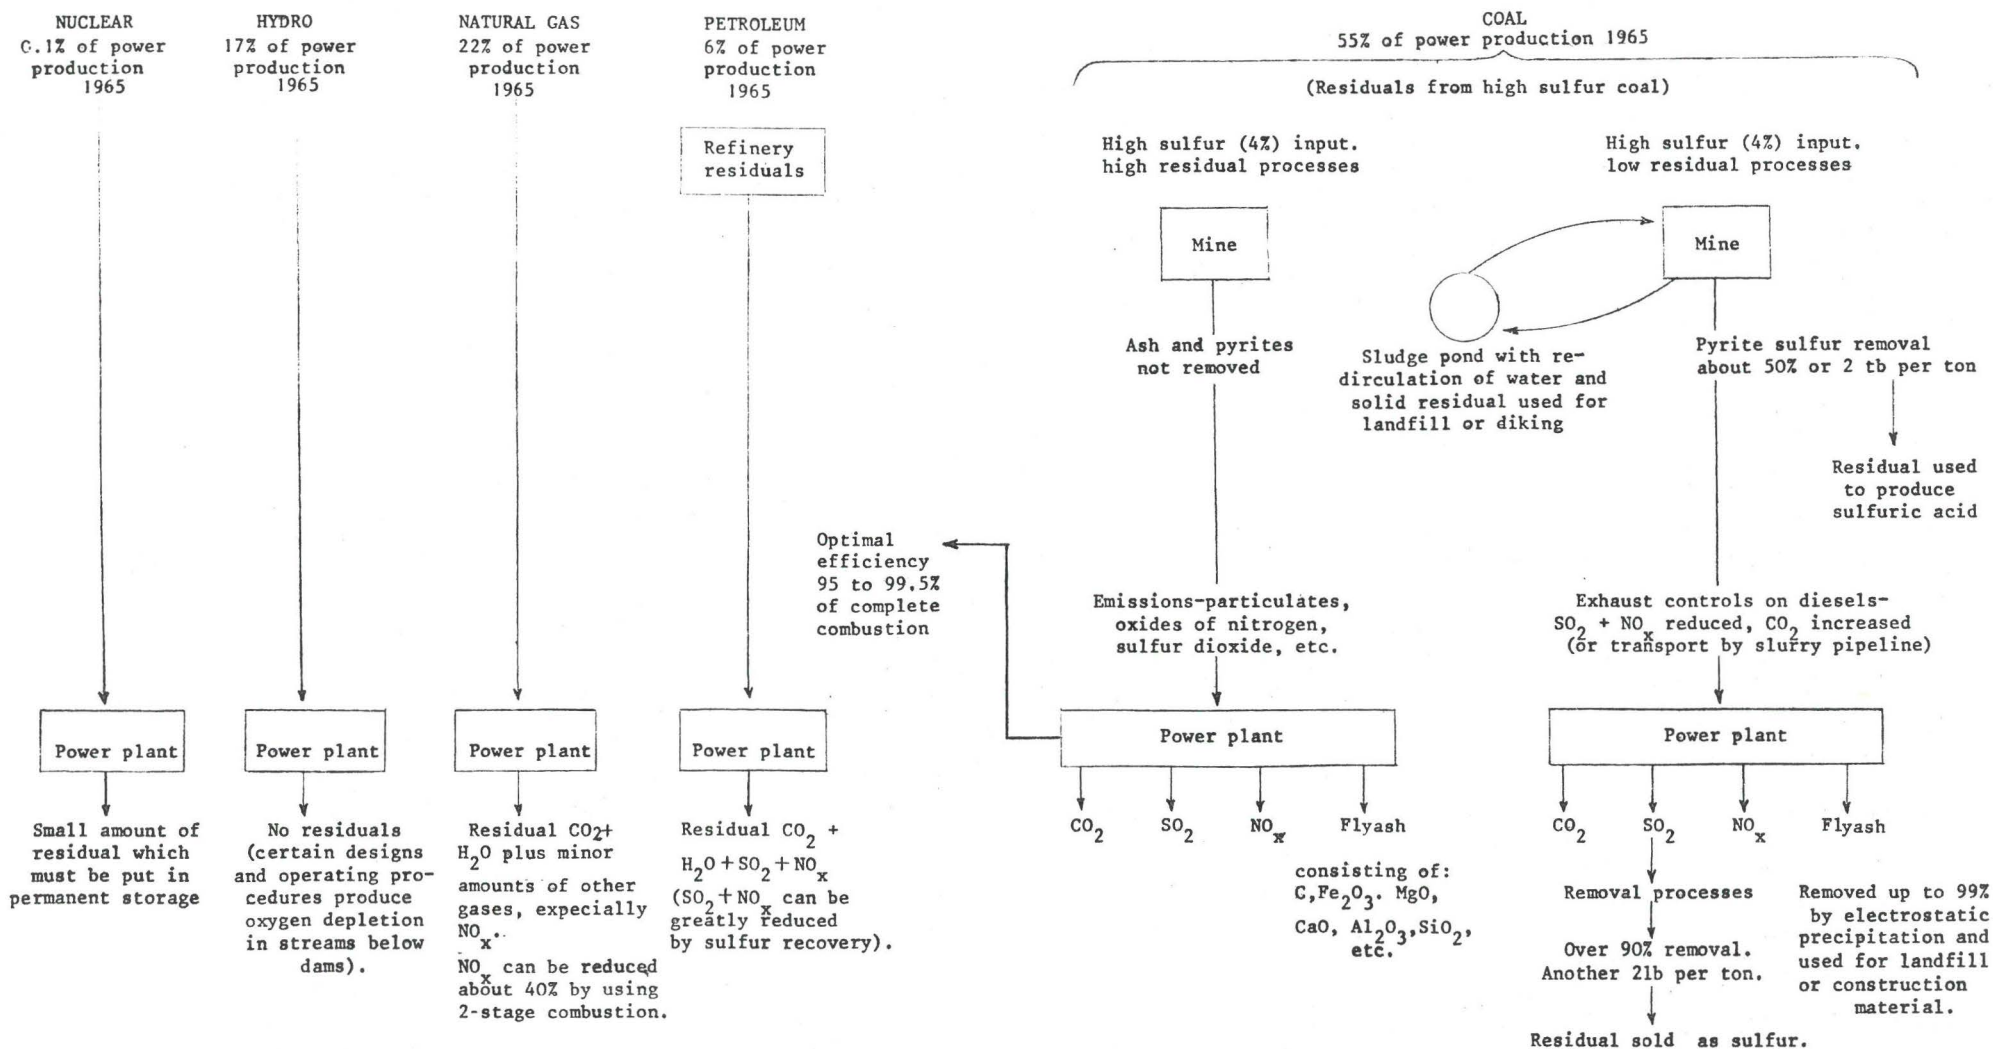 NUCLEAR
0.1% of power
production
1965
HYDRO
17% of power
production
1965
NATURAL GAS
22% of power
production
1965
PETROLEUM
6% of power
production
1965
Refinery
residuals
COAL
55% of power production 1965
(Residuals from high sulfur coal)
High sulfur (4%) input.
high residual processes
High sulfur (4%) input.
low residual processes
Mine
Mine
Ash and pyrites
not removed
Sludge pond with re-
dirculation of water and
solid residual used for
landfill or diking
Pyrite sulfur removal
about 50% or 2 tb per ton
Residual used
to produce
sulfuric acid
Optimal
efficiency
95 to 99.5%
of complete
combustion
Emissions-particulates,
oxides of nitrogen,
sulfur dioxide, etc.
Exhaust controls on diesels-
SO2 + NOx reduced, CO2 increased
(or transport by slurry pipeline)
Power plant
Power plant
Power plant
Power plant
Power plant
Power plant
Small amount of
residual which
must be put in
permanent storage
No residuals
(certain designs
and operating pro-
cedures produce
oxygen depletion
in streams below
dams).
Residual CO2+
H2O plus minor
amounts of other
gases, expecially
NOx.
NOx can be reduced
about 40% by using
2-stage combustion.
Residual CO2 +
H2O + SO2 + NOx
(SO2 + NOx can be
greatly reduced
by sulfur recovery).
CO2 SO2 NOx Flyash
consisting of:
C,Fe2O3. MgO,
CaO, Al2O3,SiO2,
etc.
CO2 SO2 NOx Flyash
Removal processes
Over 90% removal.
Another 2lb per ton.
Residual sold as sulfur.
Removed up to 99%
by electrostatic
precipitation and
used for landfill
or construction
material.